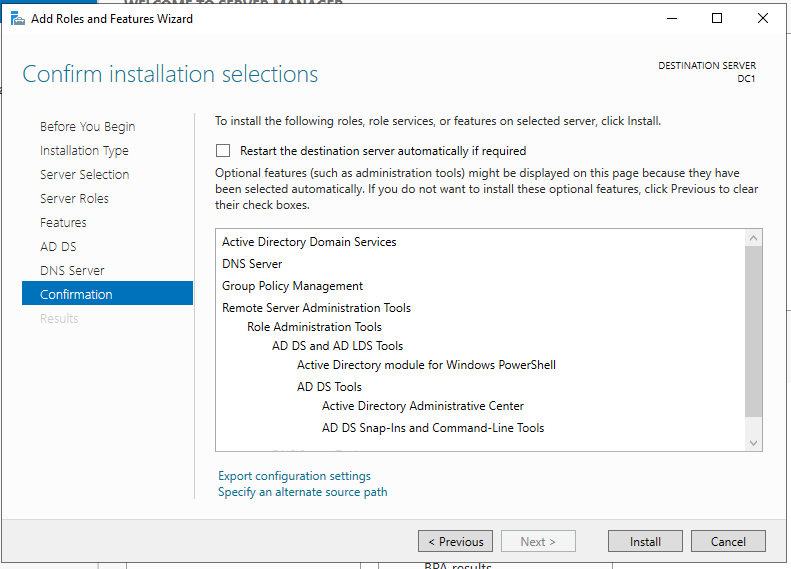 WELCOME TO SERVER MANAGER
Add Roles and Features Wizard
Confirm installation selections
DESTINATION SERVER
DC1
Before You Begin
Installation Type
Server Selection
Server Roles
Features
AD DS
DNS Server
Confirmation
Results
To install the following roles, role services, or features on selected server, click Install.
Restart the destination server automatically if required
Optional features (such as administration tools) might be displayed on this page because they have
been selected automatically. If you do not want to install these optional features, click Previous to clear
their check boxes.
Active Directory Domain Services
DNS Server
Group Policy Management
Remote Server Administration Tools
Role Administration Tools
AD DS and AD LDS Tools
Active Directory module for Windows PowerShell
AD DS Tools
Active Directory Administrative Center
AD DS Snap-Ins and Command-Line Tools
Export configuration settings
Specify an alternate source path
< Previous
Next >
Install
Cancel
BPA results